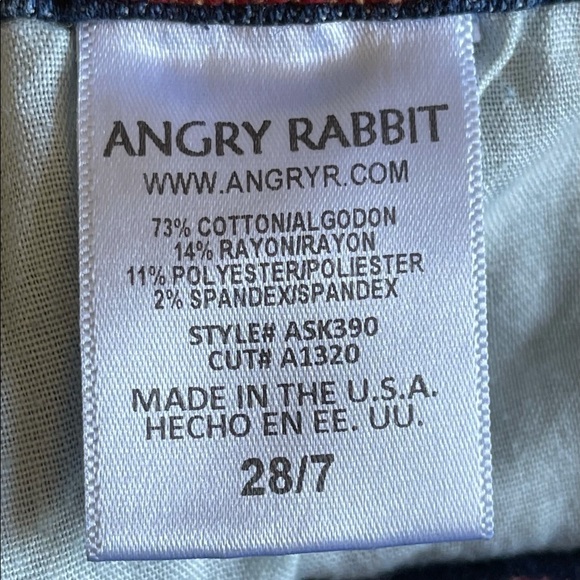 ANGRY RABBIT
WWW.ANGRYR.COM
73% COTTON/ALGODON
14% RAYON/RAYON
11% POLYESTER/POLIESTER
2% SPANDEX/SPANDEX
STYLE# ASK390
CUT# A1320
MADE IN THE U.S.A.
HECHO EN EE. UU.
28/7